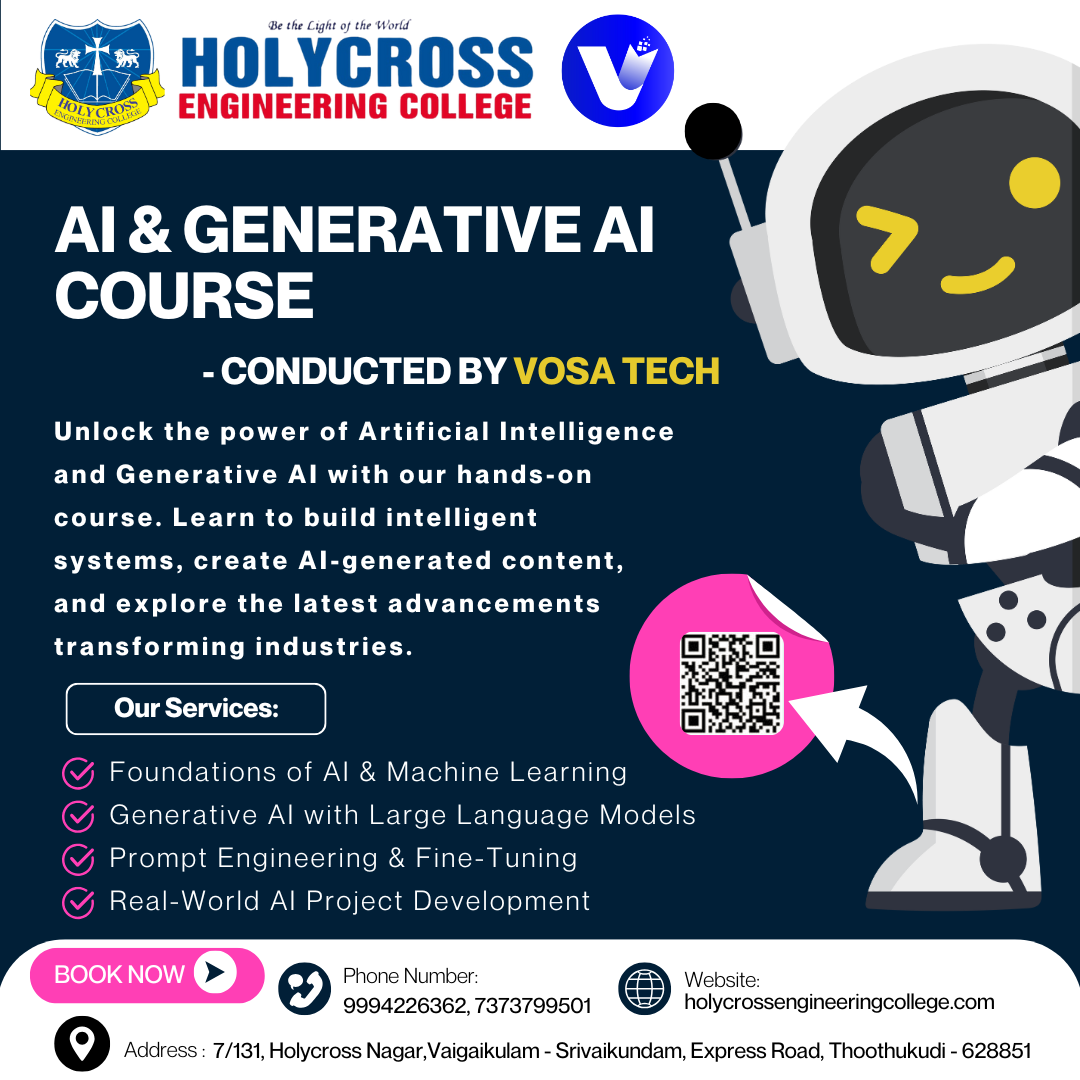 Be the Light of the World
HOLYCROSS
ENGINEERING COLLEGE
HOLY CROSS
ENGINEERING COLLEGE
AI & GENERATIVE AI
COURSE
- CONDUCTED BY VOSA TECH
Unlock the power of Artificial Intelligence
and Generative AI with our hands-on
course. Learn to build intelligent
systems, create AI-generated content,
and explore the latest advancements
transforming industries.
Our Services:
Foundations of AI & Machine Learning
Generative AI with Large Language Models
Prompt Engineering & Fine-Tuning
Real-World AI Project Development
BOOK NOW
Phone Number:
9994226362, 7373799501
Website:
holycrossengineeringcollege.com
Address : 7/131, Holycross Nagar,Vaigaikulam - Srivaikundam, Express Road, Thoothukudi - 628851